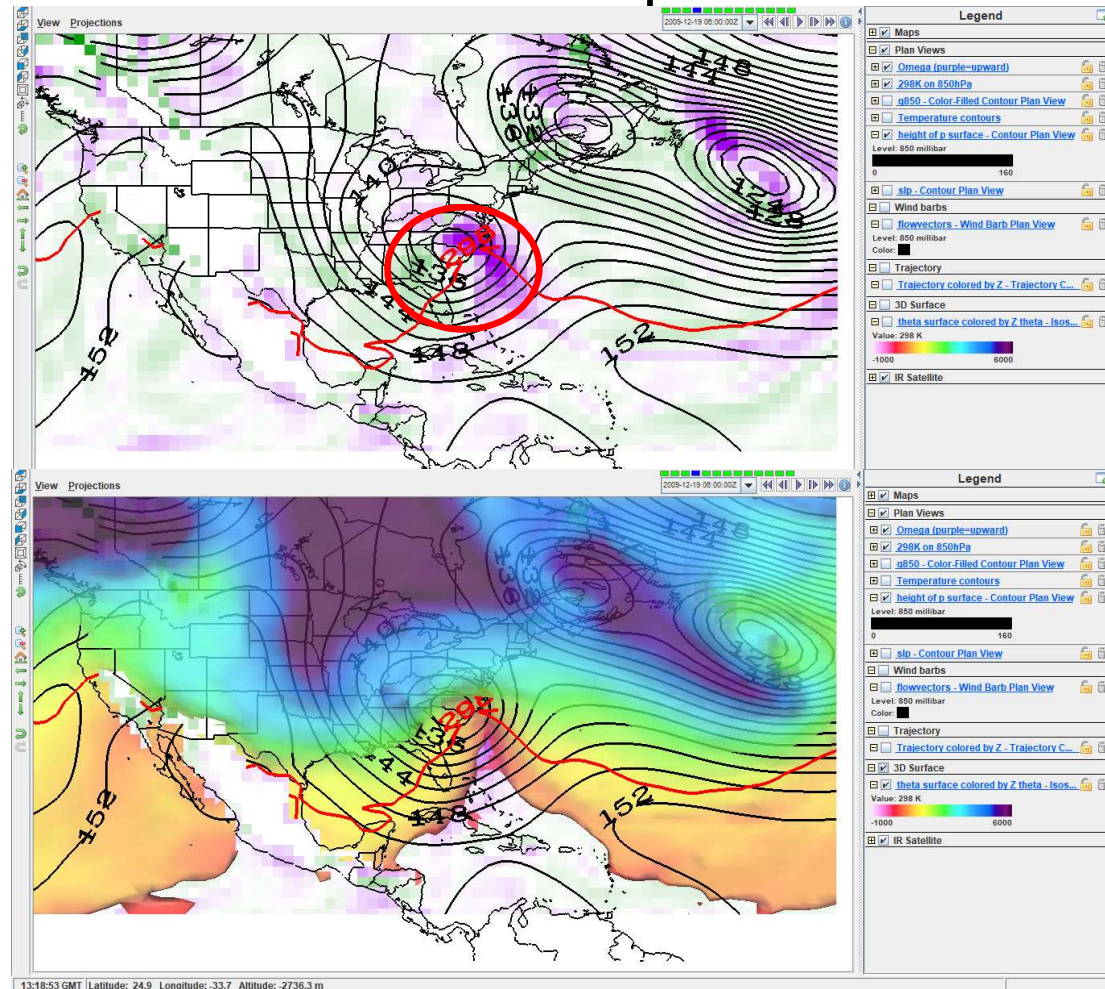 View Projections
2009-12-19 06:00:00Z
Legend
Maps
Plan Views
Omega (purple=upward)
298K on 850hPa
q850 - Color-Filled Contour Plan View
Temperature contours
height of p surface - Contour Plan View
Level: 850 millibar
0 160
slp - Contour Plan View
Wind barbs
flowvectors - Wind Barb Plan View
Level: 850 millibar
Color:
Trajectory
Trajectory colored by Z - Trajectory C...
3D Surface
theta surface colored by Z theta - Isos...
Value: 298 K
-1000 6000
IR Satellite
144
148
140
144
148
152
152
View Projections
2009-12-19 06:00:00Z
Legend
Maps
Plan Views
Omega (purple=upward)
298K on 850hPa
q850 - Color-Filled Contour Plan View
Temperature contours
height of p surface - Contour Plan View
Level: 850 millibar
0 160
slp - Contour Plan View
Wind barbs
flowvectors - Wind Barb Plan View
Level: 850 millibar
Color:
Trajectory
Trajectory colored by Z - Trajectory C...
3D Surface
theta surface colored by Z theta - Isos...
Value: 298 K
-1000 6000
IR Satellite
144
148
140
144
148
152
152
13:18:53 GMT Latitude: 24.9 Longitude: -33.7 Altitude: -2736.3 m